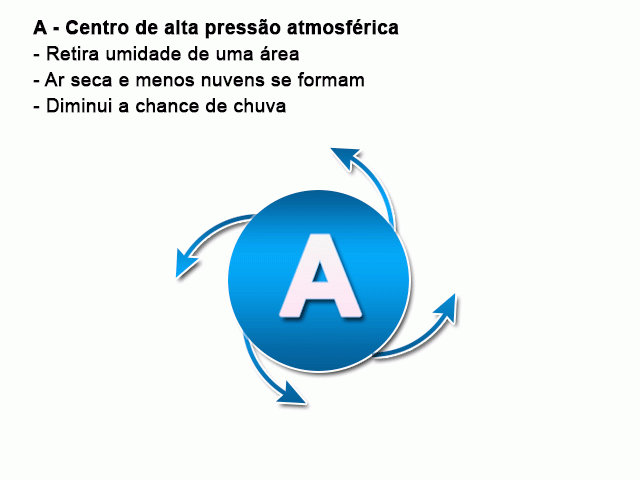 A - Centro de alta pressão atmosférica
- Retira umidade de uma área
- Ar seca e menos nuvens se formam
- Diminui a chance de chuva
A